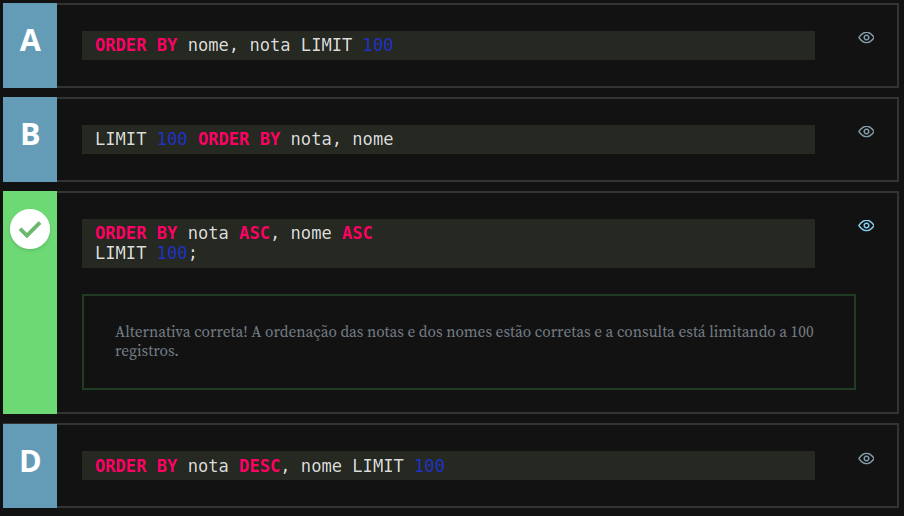 A
ORDER BY nome, nota LIMIT 100
B
LIMIT 100 ORDER BY nota, nome
ORDER BY nota ASC, nome ASC
LIMIT 100;
Alternativa correta! A ordenação das notas e dos nomes estão corretas e a consulta está limitando a 100
registros.
D
ORDER BY nota DESC, nome LIMIT 100